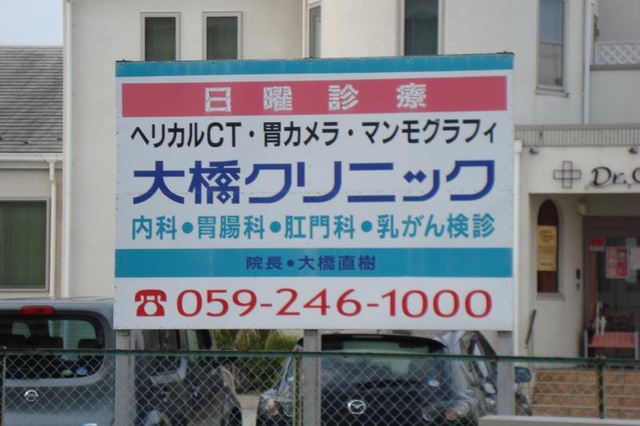 日曜診療
ヘリカルCT・胃カメラ・マンモグラフィ
大橋クリニック
内科●胃腸科●肛門科●乳がん検診
院長●大橋直樹
☎059-246-1000
Dr.